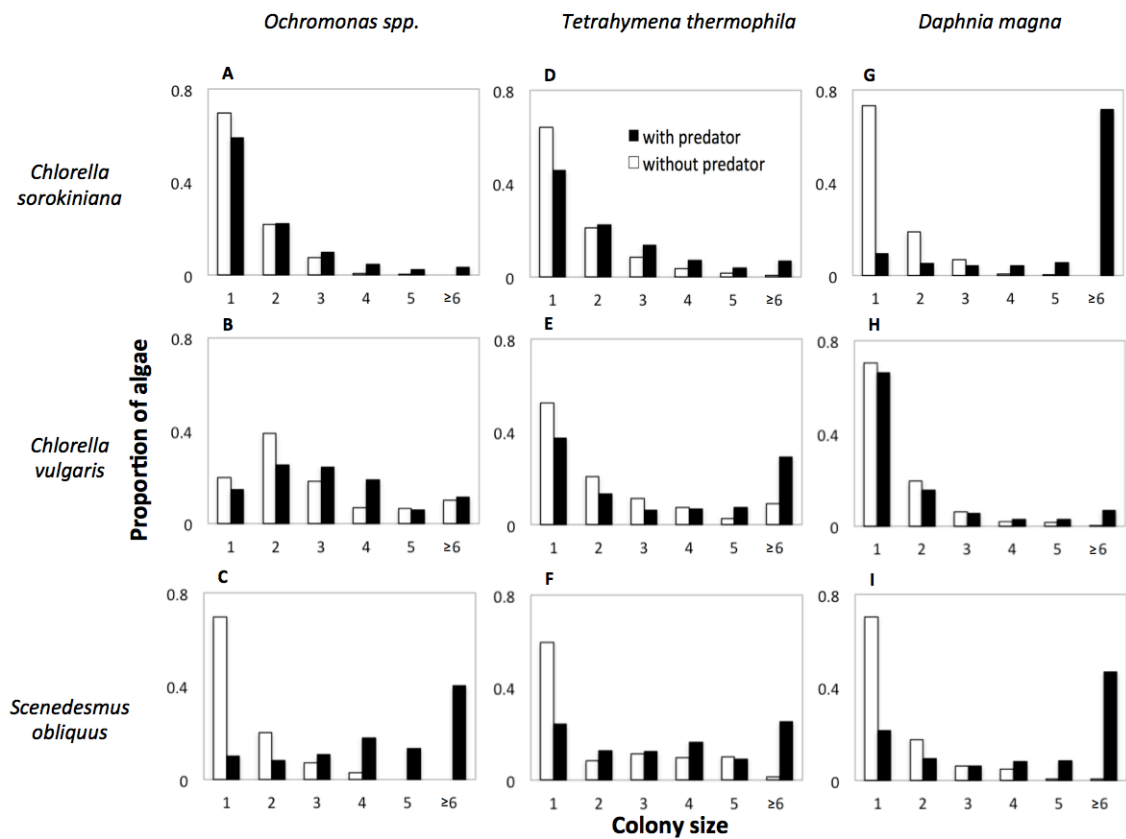 Ochromonas spp. Tetrahymena thermophila Daphnia magna
A D G
0.8 0.8 0.8
with predator
without predator
Chlorella
sorokiniana
0.4 0.4 0.4
0 0 0
1 2 3 4 5 ≥6 1 2 3 4 5 ≥6 1 2 3 4 5 ≥6
B E H
0.8 0.8 0.8
Proportion of algae
Chlorella
vulgaris
0.4 0.4 0.4
0 0 0
1 2 3 4 5 ≥6 1 2 3 4 5 ≥6 1 2 3 4 5 ≥6
C F I
0.8 0.8 0.8
Scenedesmus
obliquus
0.4 0.4 0.4
0 0 0
1 2 3 4 5 ≥6 1 2 3 4 5 ≥6 1 2 3 4 5 ≥6
Colony size